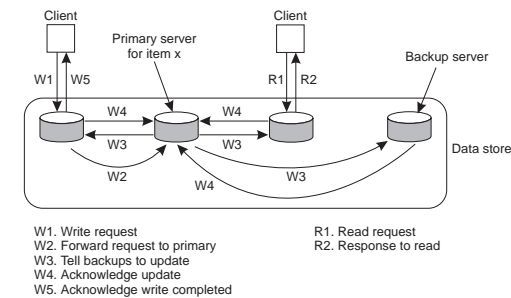 Client
Client
Primary server
for item x
Backup server
W1
W5
R1
R2
W4
W4
W3
W3
W2
W3
W4
Data store
W1. Write request
W2. Forward request to primary
W3. Tell backups to update
W4. Acknowledge update
W5. Acknowledge write completed
R1. Read request
R2. Response to read